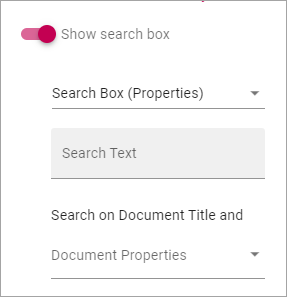 Show search box
Search Box (Properties)
Search Text
Search on Document Title and
Document Properties